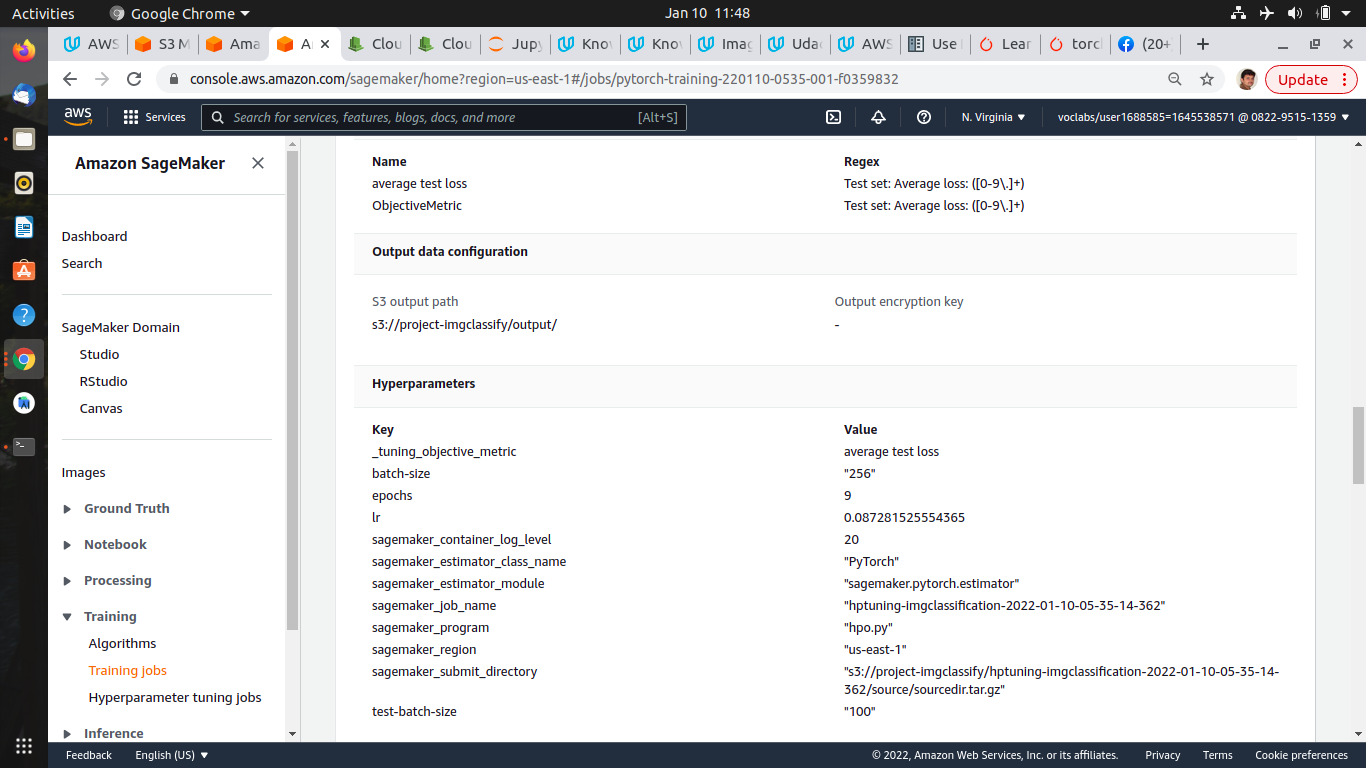 Activities Google Chrome Jan 10 11:48
AWS S3 M Ama A Clou Clou Jupy Know Know Imag Udac AWS Use Lear torc (20+
console.aws.amazon.com/sagemaker/home?region=us-east-1#/jobs/pytorch-training-220110-0535-001-f0359832 Update
aws Services Search for services, features, blogs, docs, and more [Alt+S] N. Virginia voclabs/user1688585=1645538571 @ 0822-9515-1359
Amazon SageMaker
Dashboard
Search
SageMaker Domain
Studio
RStudio
Canvas
Images
Ground Truth
Notebook
Processing
Training
Algorithms
Training jobs
Hyperparameter tuning jobs
Inference
Name Regex
average test loss Test set: Average loss: ([0-9\.]+)
ObjectiveMetric Test set: Average loss: ([0-9\.]+)
Output data configuration
S3 output path Output encryption key
s3://project-imgclassify/output/ -
Hyperparameters
Key Value
_tuning_objective_metric average test loss
batch-size "256"
epochs 9
lr 0.087281525554365
sagemaker_container_log_level 20
sagemaker_estimator_class_name "PyTorch"
sagemaker_estimator_module "sagemaker.pytorch.estimator"
sagemaker_job_name "hptuning-imgclassification-2022-01-10-05-35-14-362"
sagemaker_program "hpo.py"
sagemaker_region "us-east-1"
sagemaker_submit_directory "s3://project-imgclassify/hptuning-imgclassification-2022-01-10-05-35-14-
362/source/sourcedir.tar.gz"
test-batch-size "100"
Feedback English (US) © 2022, Amazon Web Services, Inc. or its affiliates. Privacy Terms Cookie preferences